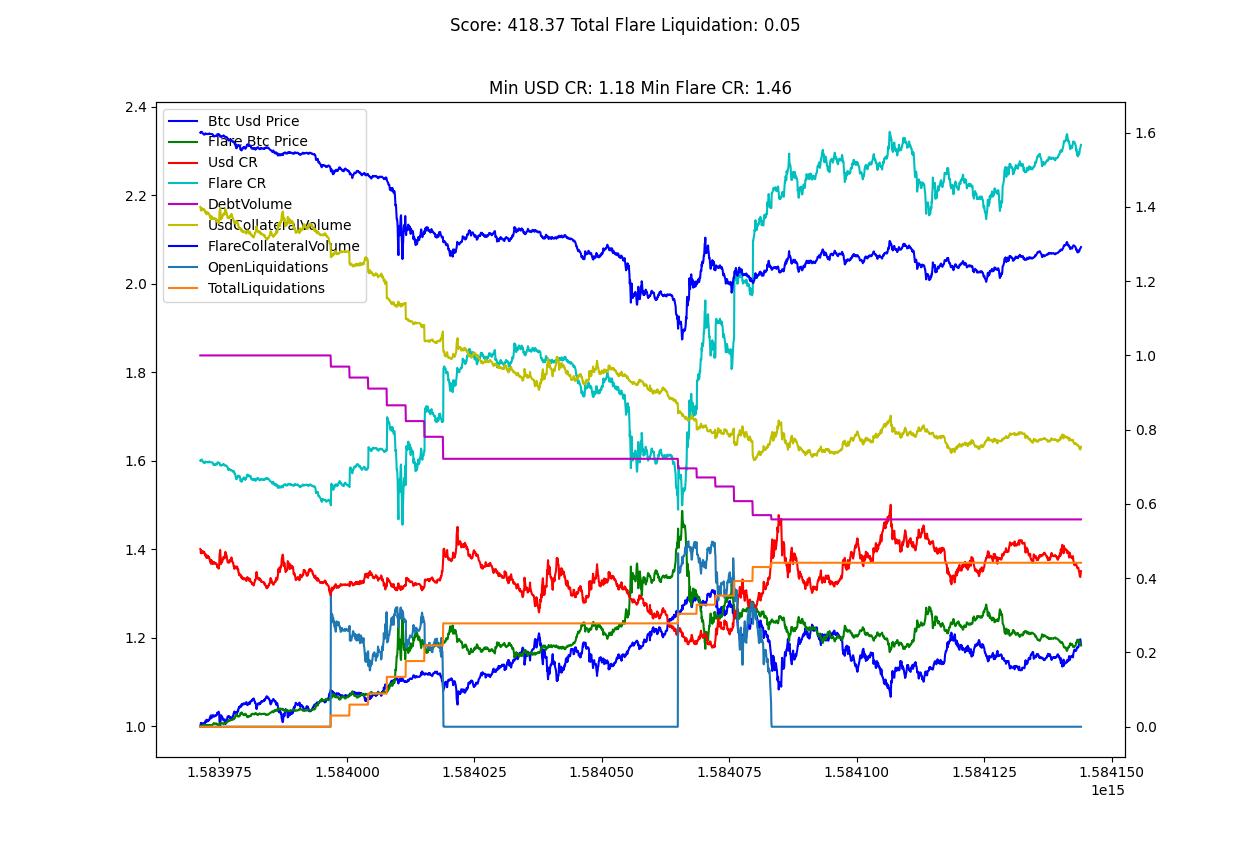 Score: 418.37 Total Flare Liquidation: 0.05
Min USD CR: 1.18 Min Flare CR: 1.46
Btc Usd Price
Flare Btc Price
Usd CR
Flare CR
DebtVolume
UsdCollateralVolume
FlareCollateralVolume
OpenLiquidations
TotalLiquidations
2.4
2.2
2.0
1.8
1.6
1.4
1.2
1.0
1.6
1.4
1.2
1.0
0.8
0.6
0.4
0.2
0.0
1.583975
1.584000
1.584025
1.584050
1.584075
1.584100
1.584125
1.584150
1e15